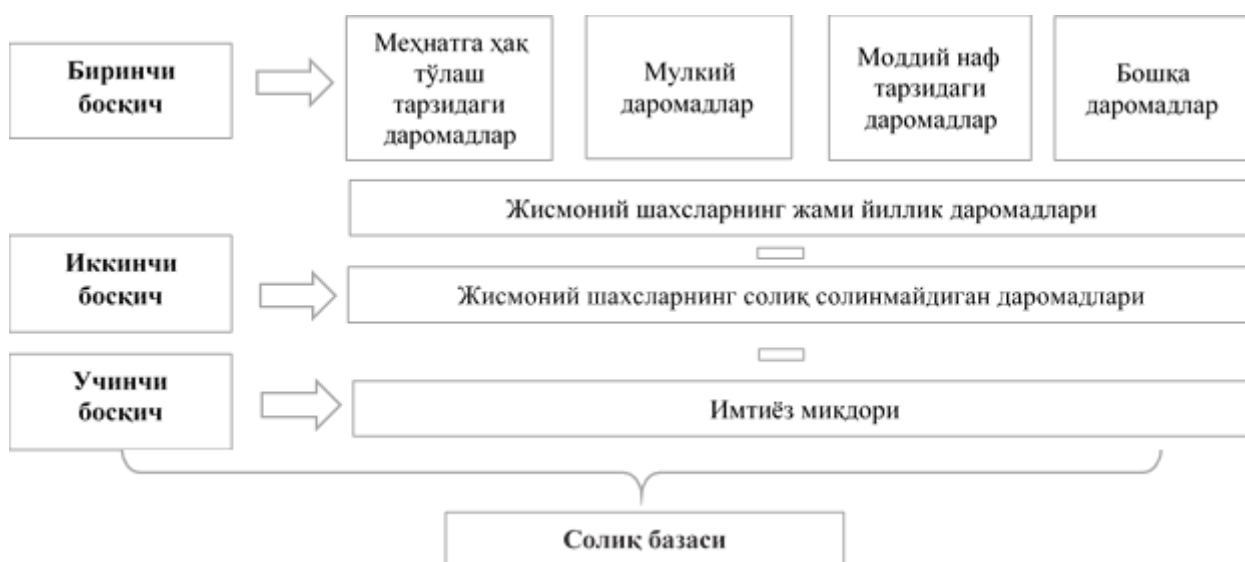 Биринчи
босқич
Меҳнатга ҳақ
тўлаш
тарзидаги
даромадлар
Мулкий
даромадлар
Моддий наф
тарзидаги
даромадлар
Бошқа
даромадлар
Жисмоний шахсларнинг жами йиллик даромадлари
Иккинчи
босқич
Жисмоний шахсларнинг солиқ солинмайдиган даромадлари
Учинчи
босқич
Имтиёз миқдори
Солиқ базаси